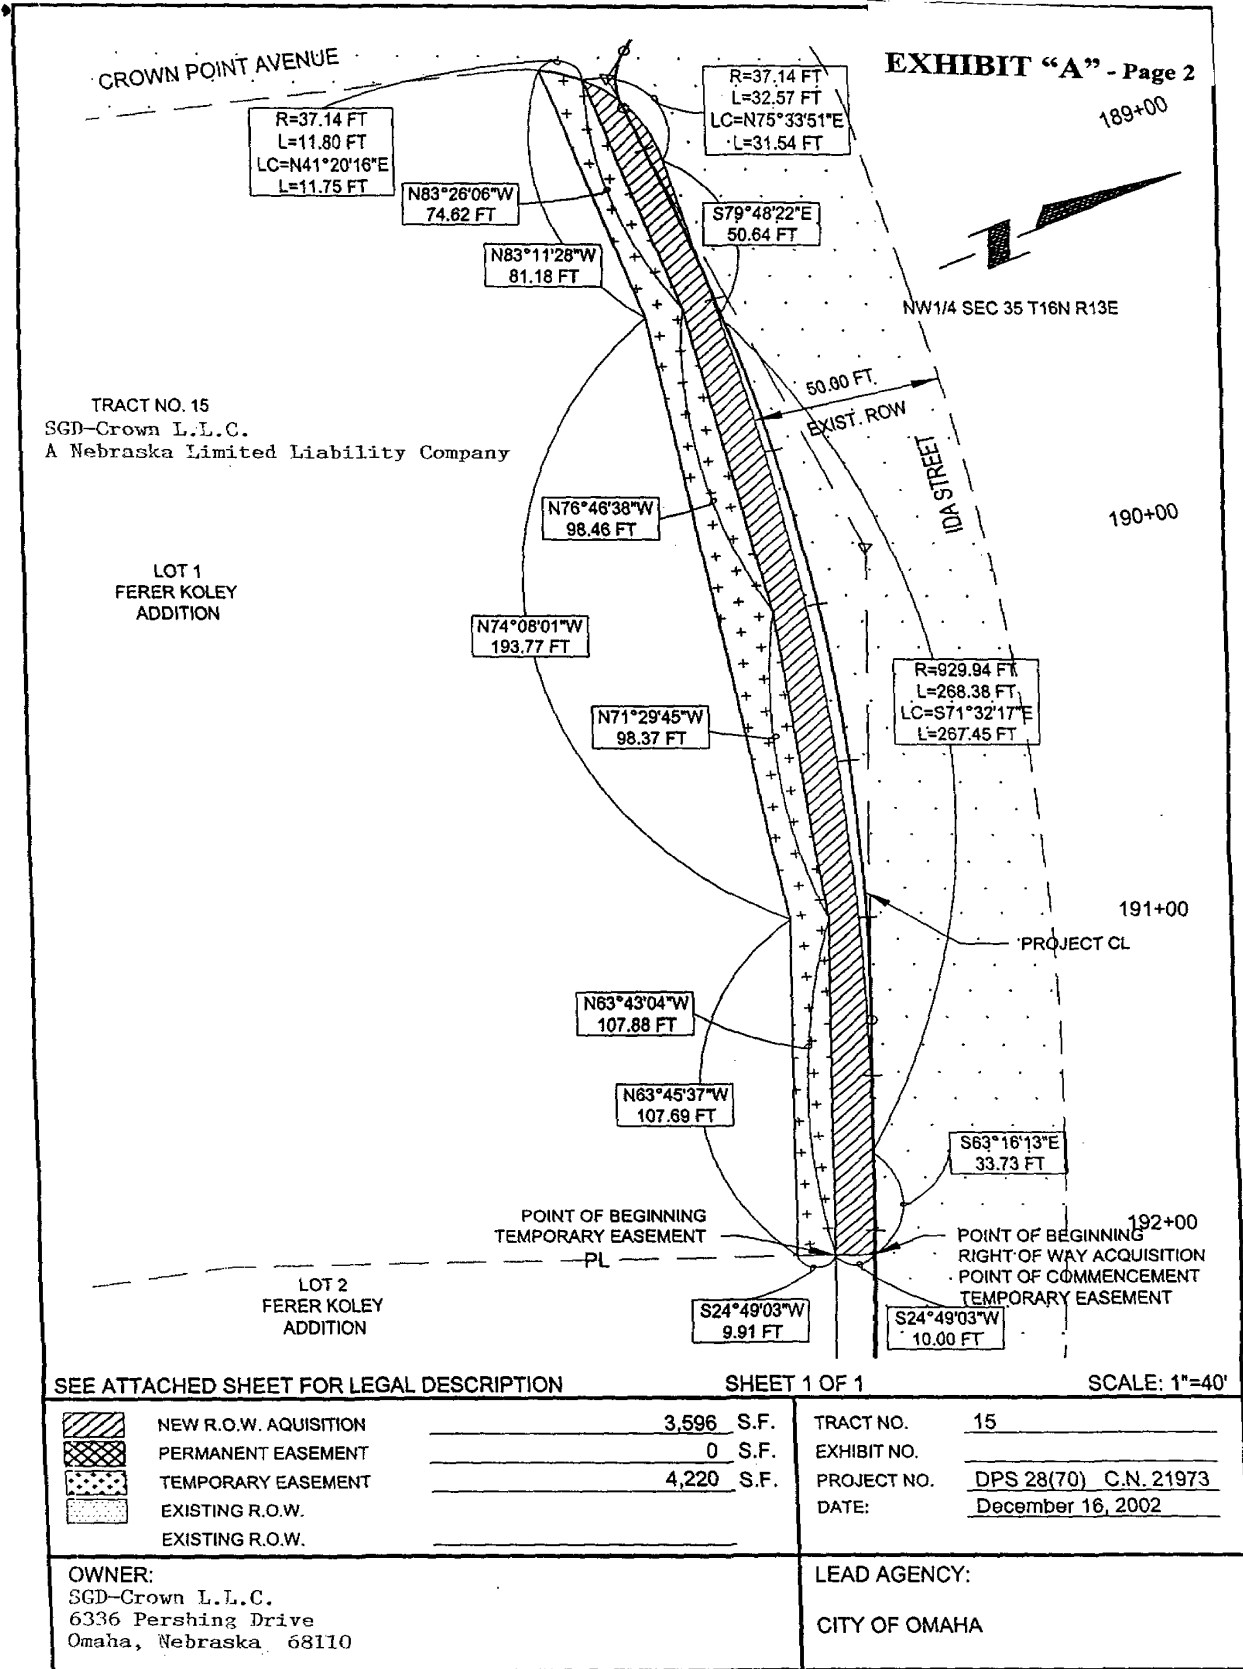 EXHIBIT “A” - Page 2
CROWN POINT AVENUE
R=37.14 FT
L=11.80 FT
LC=N41°20'16"E
L=11.75 FT
R=37.14 FT
L=32.57 FT
LC=N75°33'51"E
L=31.54 FT
189+00
N83°26'06"W
74.62 FT
S79°48'22"E
50.64 FT
N83°11'28"W
81.18 FT
NW1/4 SEC 35 T16N R13E
50.00 FT.
EXIST. ROW
IDA STREET
TRACT NO. 15
SGD-Crown L.L.C.
A Nebraska Limited Liability Company
N76°46'38"W
98.46 FT
190+00
LOT 1
FERER KOLEY
ADDITION
N74°08'01"W
193.77 FT
R=929.94 FT
L=268.38 FT
LC=S71°32'17"E
L=267.45 FT
N71°29'45"W
98.37 FT
191+00
PROJECT CL
N63°43'04"W
107.88 FT
N63°45'37"W
107.69 FT
S63°16'13"E
33.73 FT
POINT OF BEGINNING
TEMPORARY EASEMENT
PL
192+00
POINT OF BEGINNING
RIGHT OF WAY ACQUISITION
POINT OF COMMENCEMENT
TEMPORARY EASEMENT
LOT 2
FERER KOLEY
ADDITION
S24°49'03"W
9.91 FT
S24°49'03"W
10.00 FT
SEE ATTACHED SHEET FOR LEGAL DESCRIPTION SHEET 1 OF 1 SCALE: 1"=40'
NEW R.O.W. AQUISITION 3,596 S.F.
PERMANENT EASEMENT 0 S.F.
TEMPORARY EASEMENT 4,220 S.F.
EXISTING R.O.W.
EXISTING R.O.W.
TRACT NO. 15
EXHIBIT NO.
PROJECT NO. DPS 28(70) C.N. 21973
DATE: December 16, 2002
OWNER:
SGD-Crown L.L.C.
6336 Pershing Drive
Omaha, Nebraska 68110
LEAD AGENCY:
CITY OF OMAHA